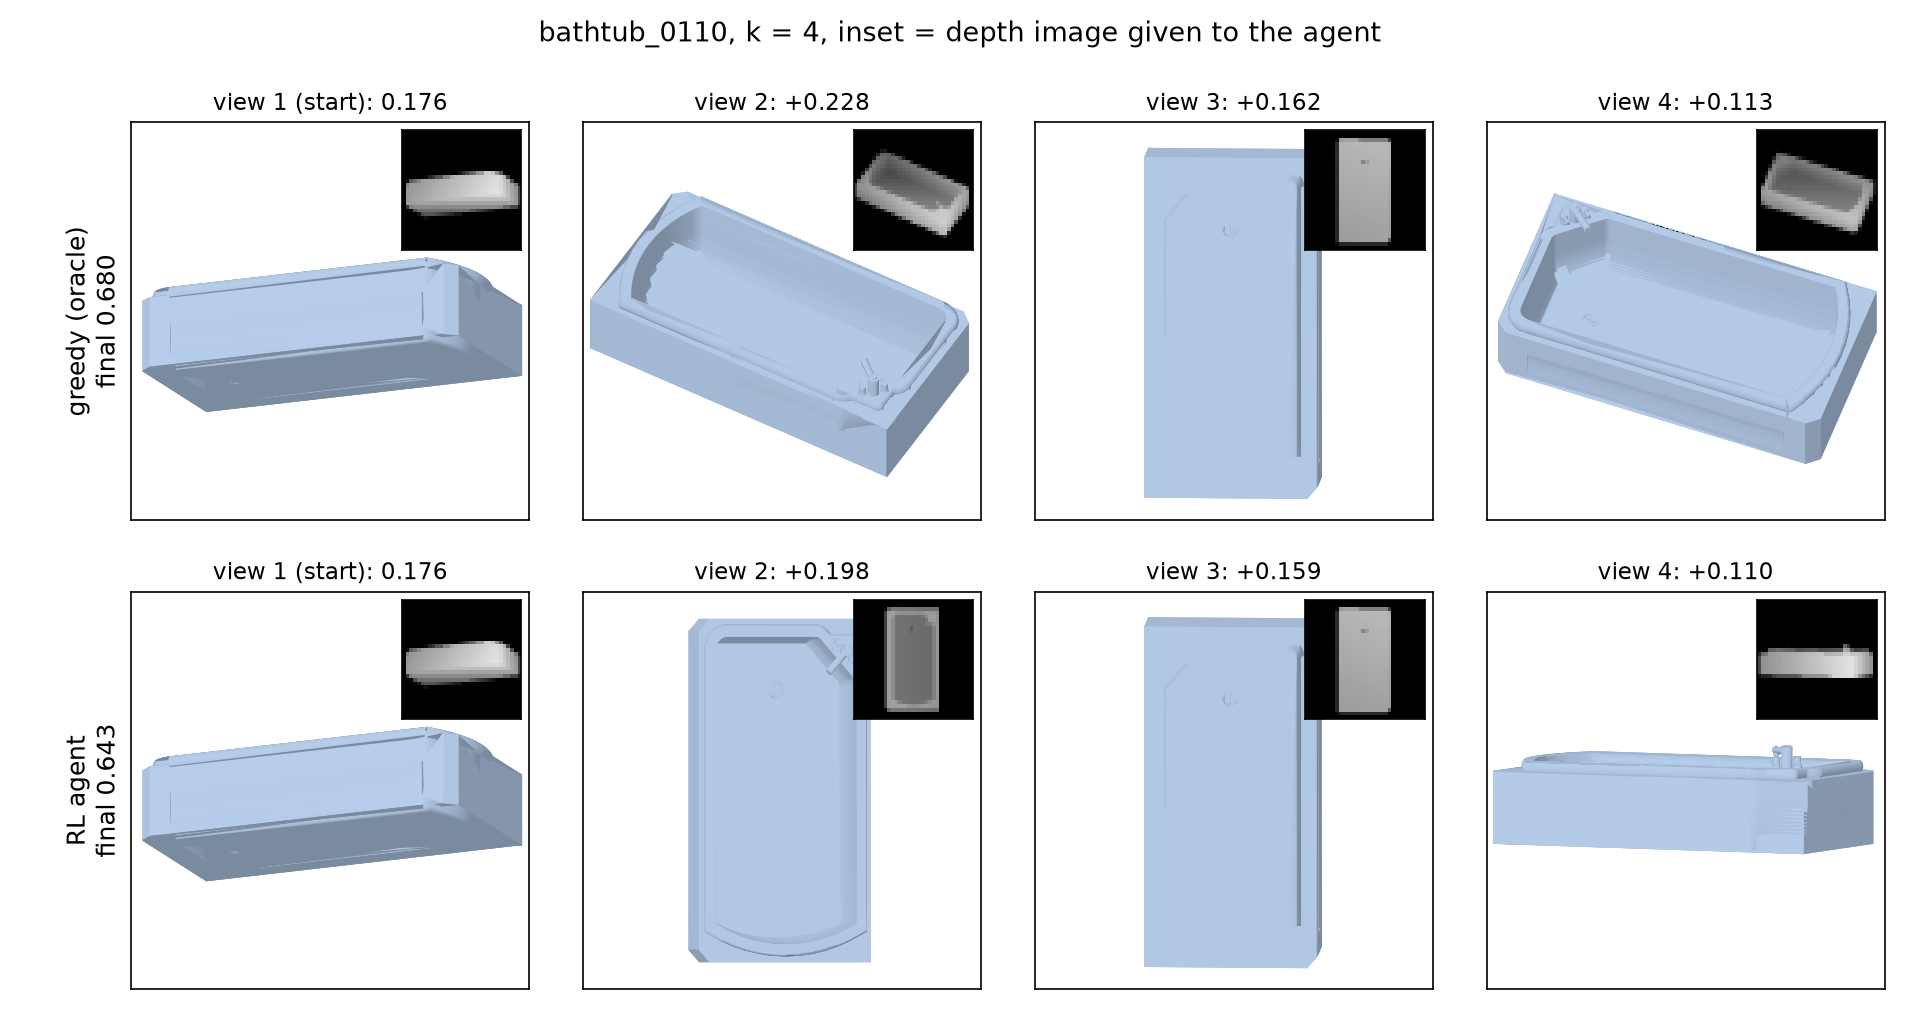 bathtub_0110, k = 4, inset = depth image given to the agent
view 1 (start): 0.176
view 2: +0.228
view 3: +0.162
view 4: +0.113
greedy (oracle)
final 0.680
view 1 (start): 0.176
view 2: +0.198
view 3: +0.159
view 4: +0.110
RL agent
final 0.643